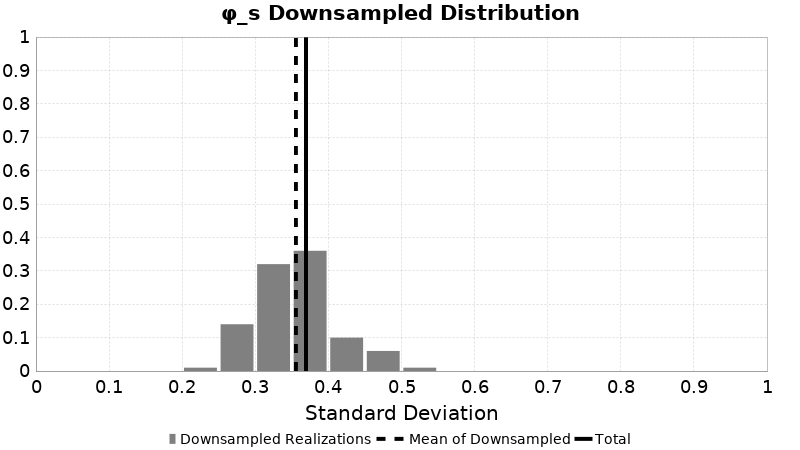 φ_s Downsampled Distribution
1
0.9
0.8
0.7
0.6
0.5
0.4
0.3
0.2
0.1
0
0 0.1 0.2 0.3 0.4 0.5 0.6 0.7 0.8 0.9 1
Standard Deviation
Downsampled Realizations Mean of Downsampled Total